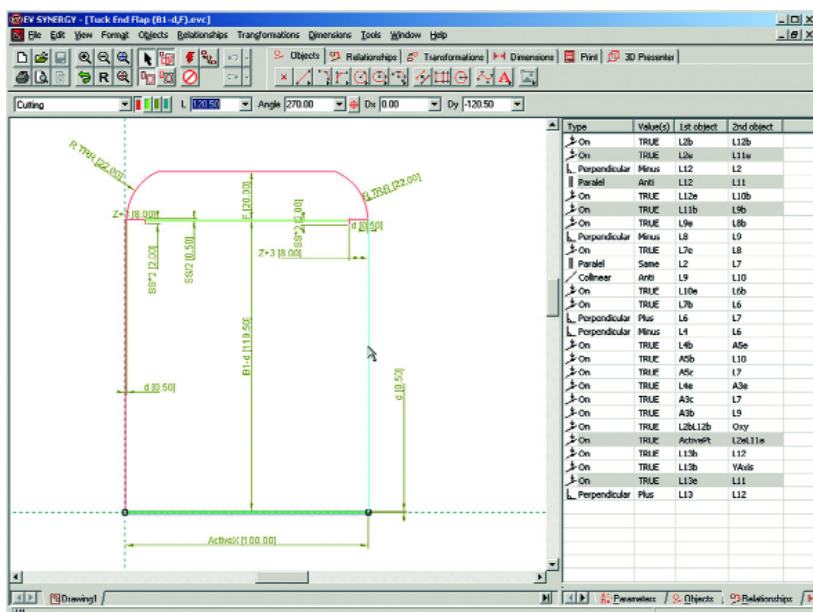 EV SYNERGY - [Tuck End Flap (B1-d,F).evc]
File Edit View Format Objects Relationships Transformations Dimensions Tools Window Help
Objects Relationships Transformations Dimensions Print 3D Presenter
R
A
Cutting L 120.50 Angle 270.00 Dx 0.00 Dy -120.50
Type Value(s) 1st object 2nd object
On TRUE L2b L12b
On TRUE L2e L11e
Perpendicular Minus L12 L2
Paralel Anti L12 L11
On TRUE L12e L10b
On TRUE L11b L9b
On TRUE L9e L8b
Perpendicular Minus L8 L9
On TRUE L7e L8
Paralel Same L2 L7
Collinear Anti L9 L10
On TRUE L10e L6b
On TRUE L7b L6
Perpendicular Plus L6 L7
Perpendicular Minus L4 L6
On TRUE L4b A5e
On TRUE A5b L10
On TRUE A5c L7
On TRUE L4e A3e
On TRUE A3c L7
On TRUE A3b L9
On TRUE L2bL12b Oxy
On TRUE ActivePt L2eL11e
On TRUE L13b L12
On TRUE L13b YAxis
On TRUE L13e L11
Perpendicular Plus L13 L12
R TRR [22.00]
R TRR [22.00]
F [20.00]
Z+3 [8.00]
SS*2 [2.00]
d [0.50]
SS*2 [2.00]
SS/2 [0.50]
Z+3 [8.00]
B1-d [119.50]
d [0.50]
d [0.50]
ActiveX [100.00]
Drawing1
Parameters Objects Relationships